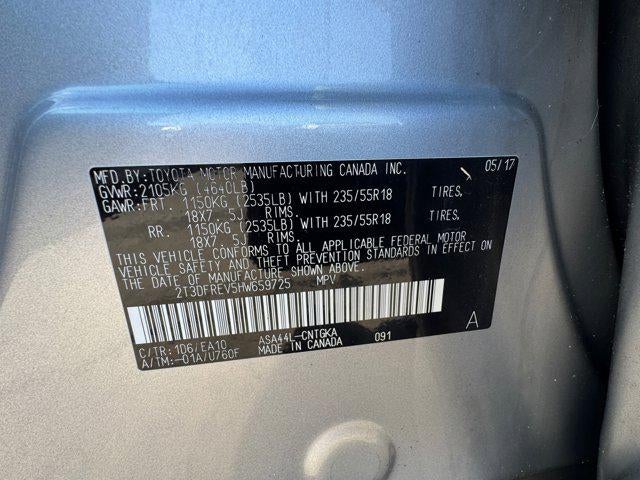 MFD. BY: TOYOTA MOTOR MANUFACTURING CANADA INC. 05/17
GVWR: 2105KG (4640LB)
GAWR: FRT. 1150KG (2535LB) WITH 235/55R18 TIRES,
18X7.5J RIMS.
RR. 1150KG (2535LB) WITH 235/55R18 TIRES,
18X7.5J RIMS.
THIS VEHICLE CONFORMS TO ALL APPLICABLE FEDERAL MOTOR
VEHICLE SAFETY AND THEFT PREVENTION STANDARDS IN EFFECT ON
THE DATE OF MANUFACTURE SHOWN ABOVE.
2T3DFREV5HW659725 MPV
C/TR: 1D6/EA10 ASA44L-CNTGKA
A/TM: -01A/U760F MADE IN CANADA 091 A